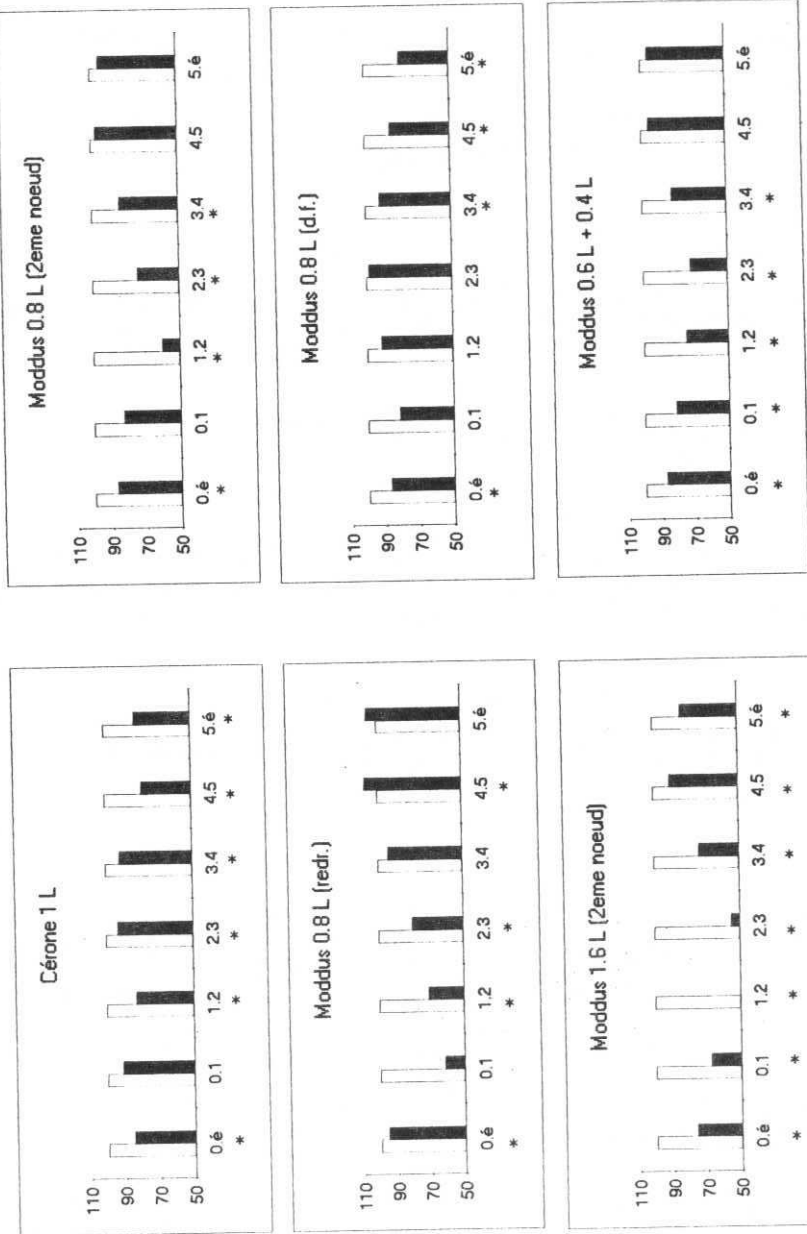 Cérone 1 L
110
90
70
50
0.é 0.1 1.2 2.3 3.4 4.5 5.é
* * * * * *
Moddus 0.8 L (2eme noeud)
110
90
70
50
0.é 0.1 1.2 2.3 3.4 4.5 5.é
* * * *
Moddus 0.8 L (redr.)
110
90
70
50
0.é 0.1 1.2 2.3 3.4 4.5 5.é
* * * *
Moddus 0.8 L (d.f.)
110
90
70
50
0.é 0.1 1.2 2.3 3.4 4.5 5.é
* * * *
Moddus 1.6 L (2eme noeud)
110
90
70
50
0.é 0.1 1.2 2.3 3.4 4.5 5.é
* * * * * * *
Moddus 0.6 L + 0.4 L
110
90
70
50
0.é 0.1 1.2 2.3 3.4 4.5 5.é
* * * * *